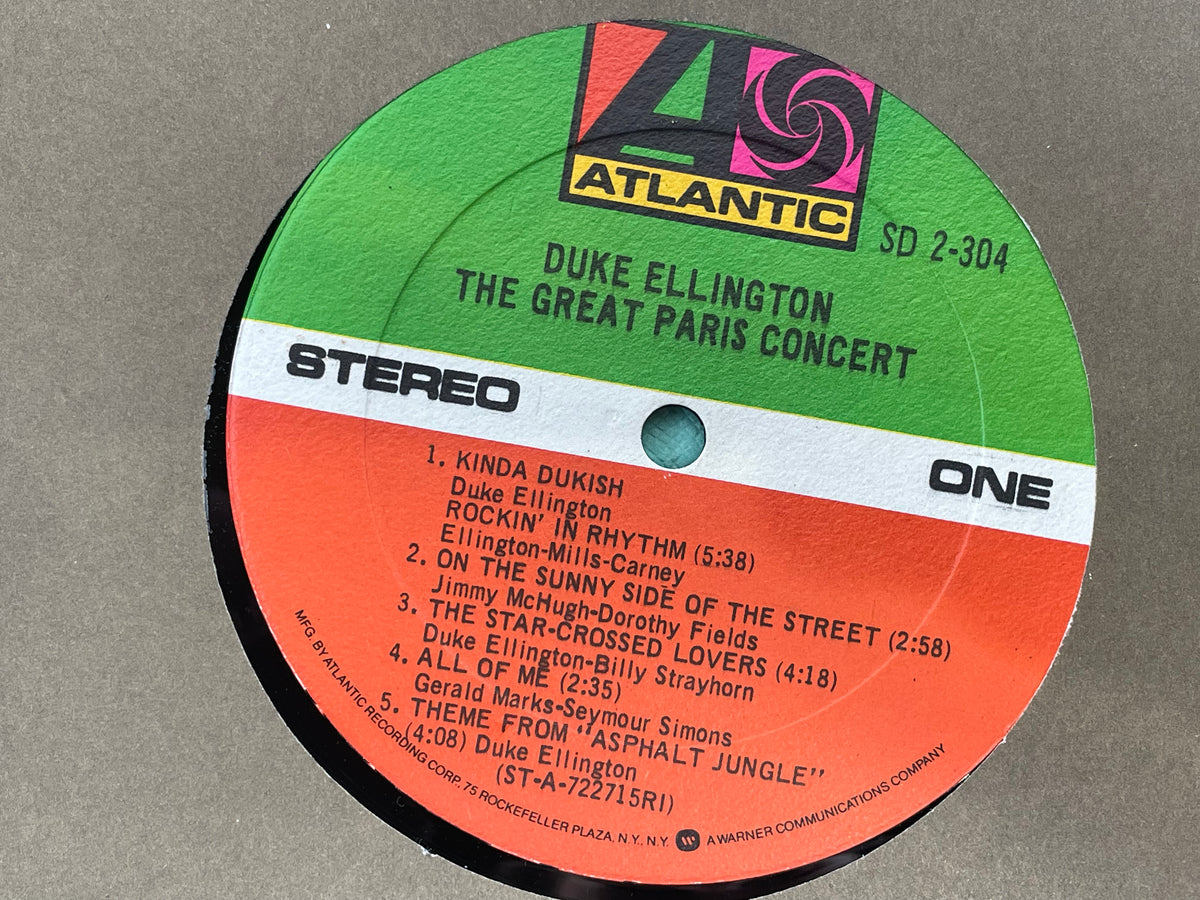 ATLANTIC
SD 2-304
DUKE ELLINGTON
THE GREAT PARIS CONCERT
STEREO
ONE
1. KINDA DUKISH
Duke Ellington
ROCKIN' IN RHYTHM (5:38)
Ellington-Mills-Carney
2. ON THE SUNNY SIDE OF THE STREET (2:58)
Jimmy McHugh-Dorothy Fields
3. THE STAR-CROSSED LOVERS (4:18)
Duke Ellington-Billy Strayhorn
4. ALL OF ME (2:35)
Gerald Marks-Seymour Simons
5. THEME FROM "ASPHALT JUNGLE"
(4:08) Duke Ellington
(ST-A-722715RI)
MFG. BY ATLANTIC RECORDING CORP., 75 ROCKEFELLER PLAZA, N.Y., N.Y. W A WARNER COMMUNICATIONS COMPANY